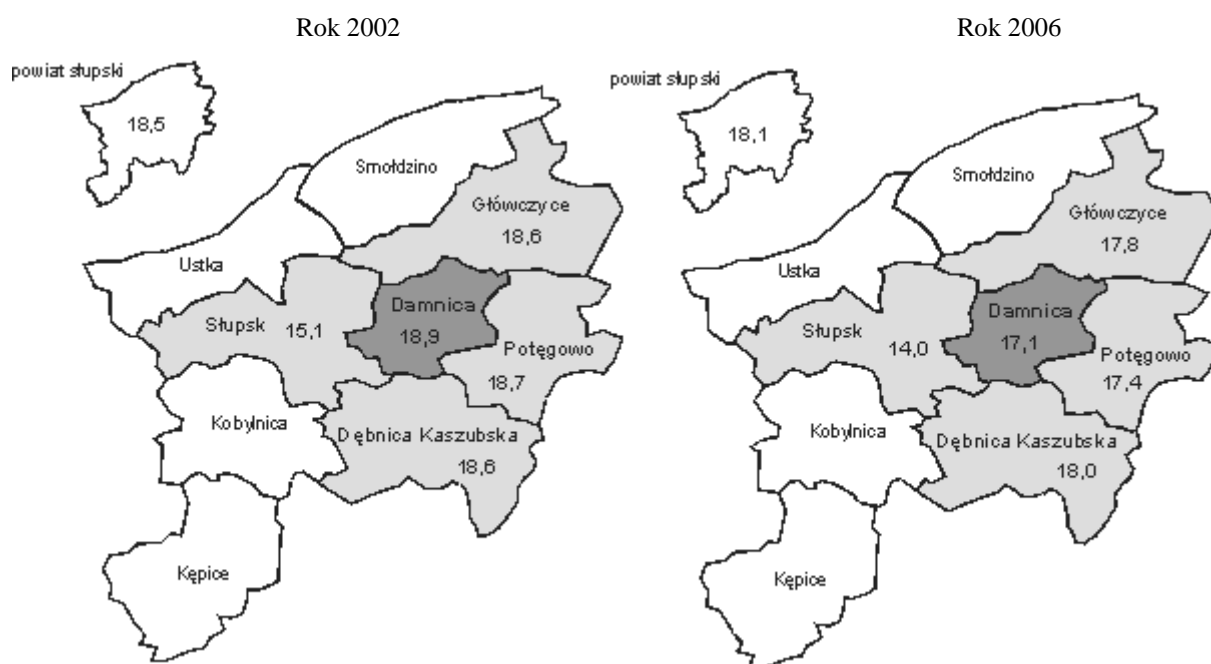 Rok 2002
powiat słupski
18,5
Smołdzino
Główczyce
18,6
Ustka
Słupsk
15,1
Damnica
18,9
Potęgowo
18,7
Kobylnica
Dębnica Kaszubska
18,6
Kępice
Rok 2006
powiat słupski
18,1
Smołdzino
Główczyce
17,8
Ustka
Słupsk
14,0
Damnica
17,1
Potęgowo
17,4
Kobylnica
Dębnica Kaszubska
18,0
Kępice